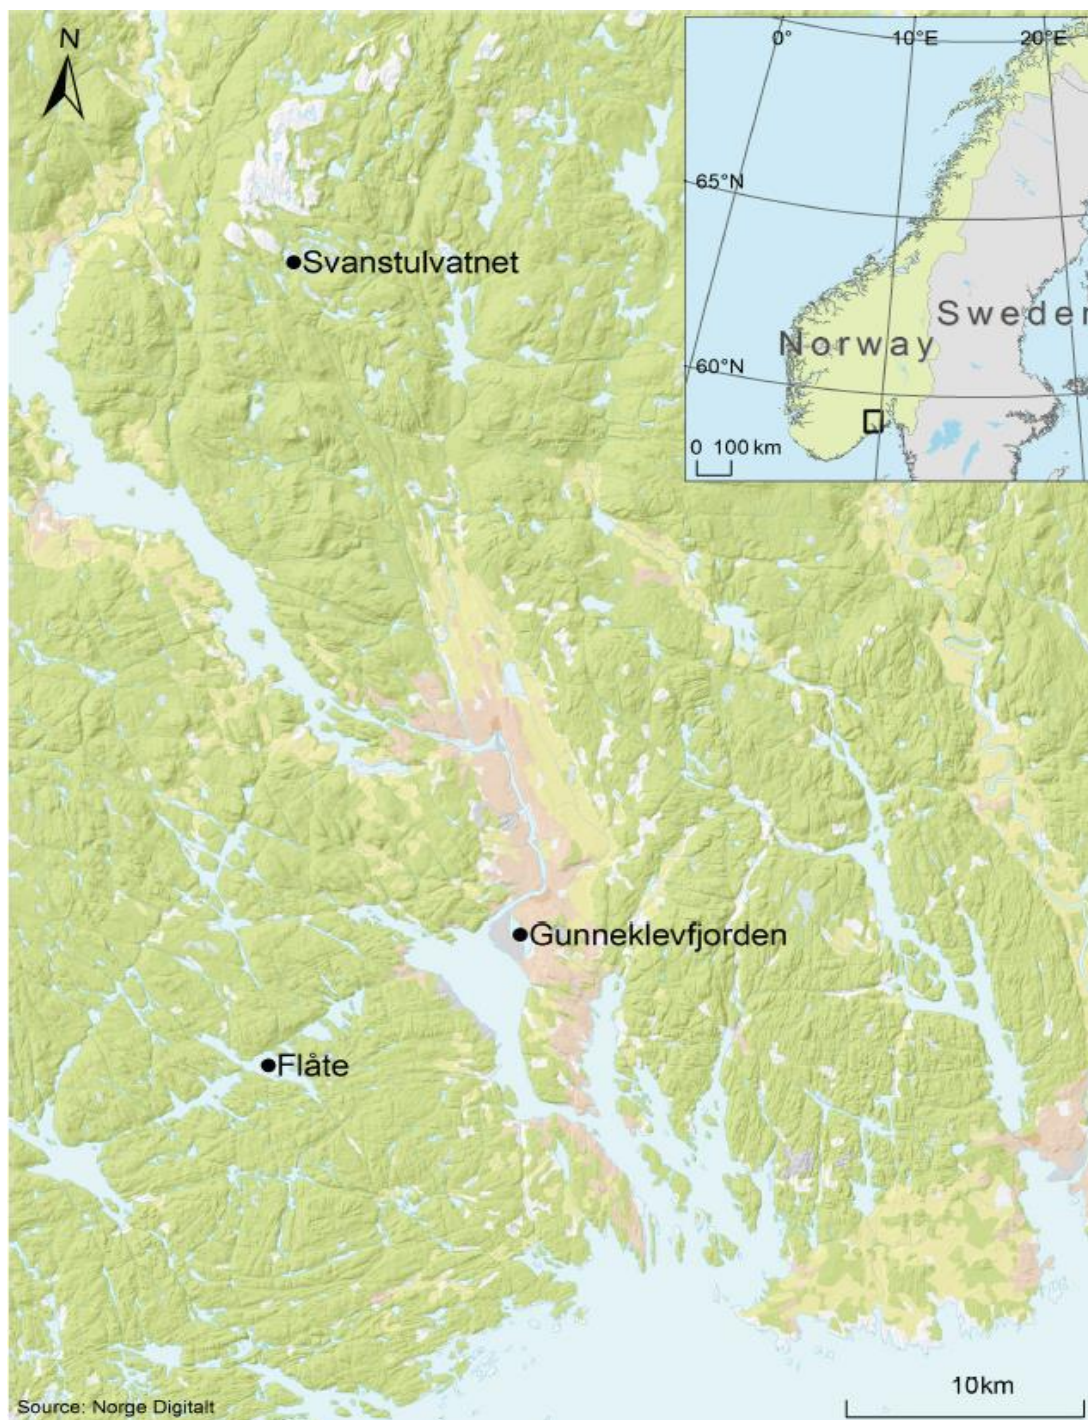 N
0° 10°E 20°E
65°N
Svanstulvatnet
Sweden
Norway
60°N
0 100 km
Gunneklevfjorden
Flåte
10km
Source: Norge Digitalt